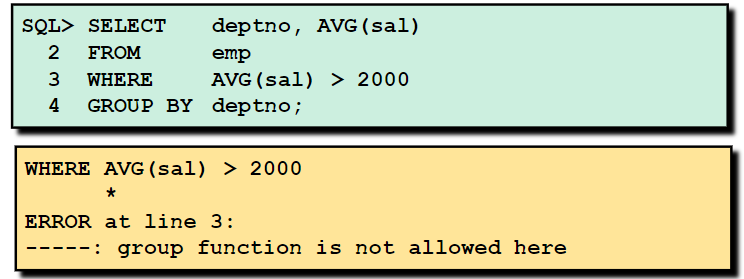 SQL> SELECT deptno, AVG(sal)
2 FROM emp
3 WHERE AVG(sal) > 2000
4 GROUP BY deptno;
WHERE AVG(sal) > 2000
*
ERROR at line 3:
-----: group function is not allowed here